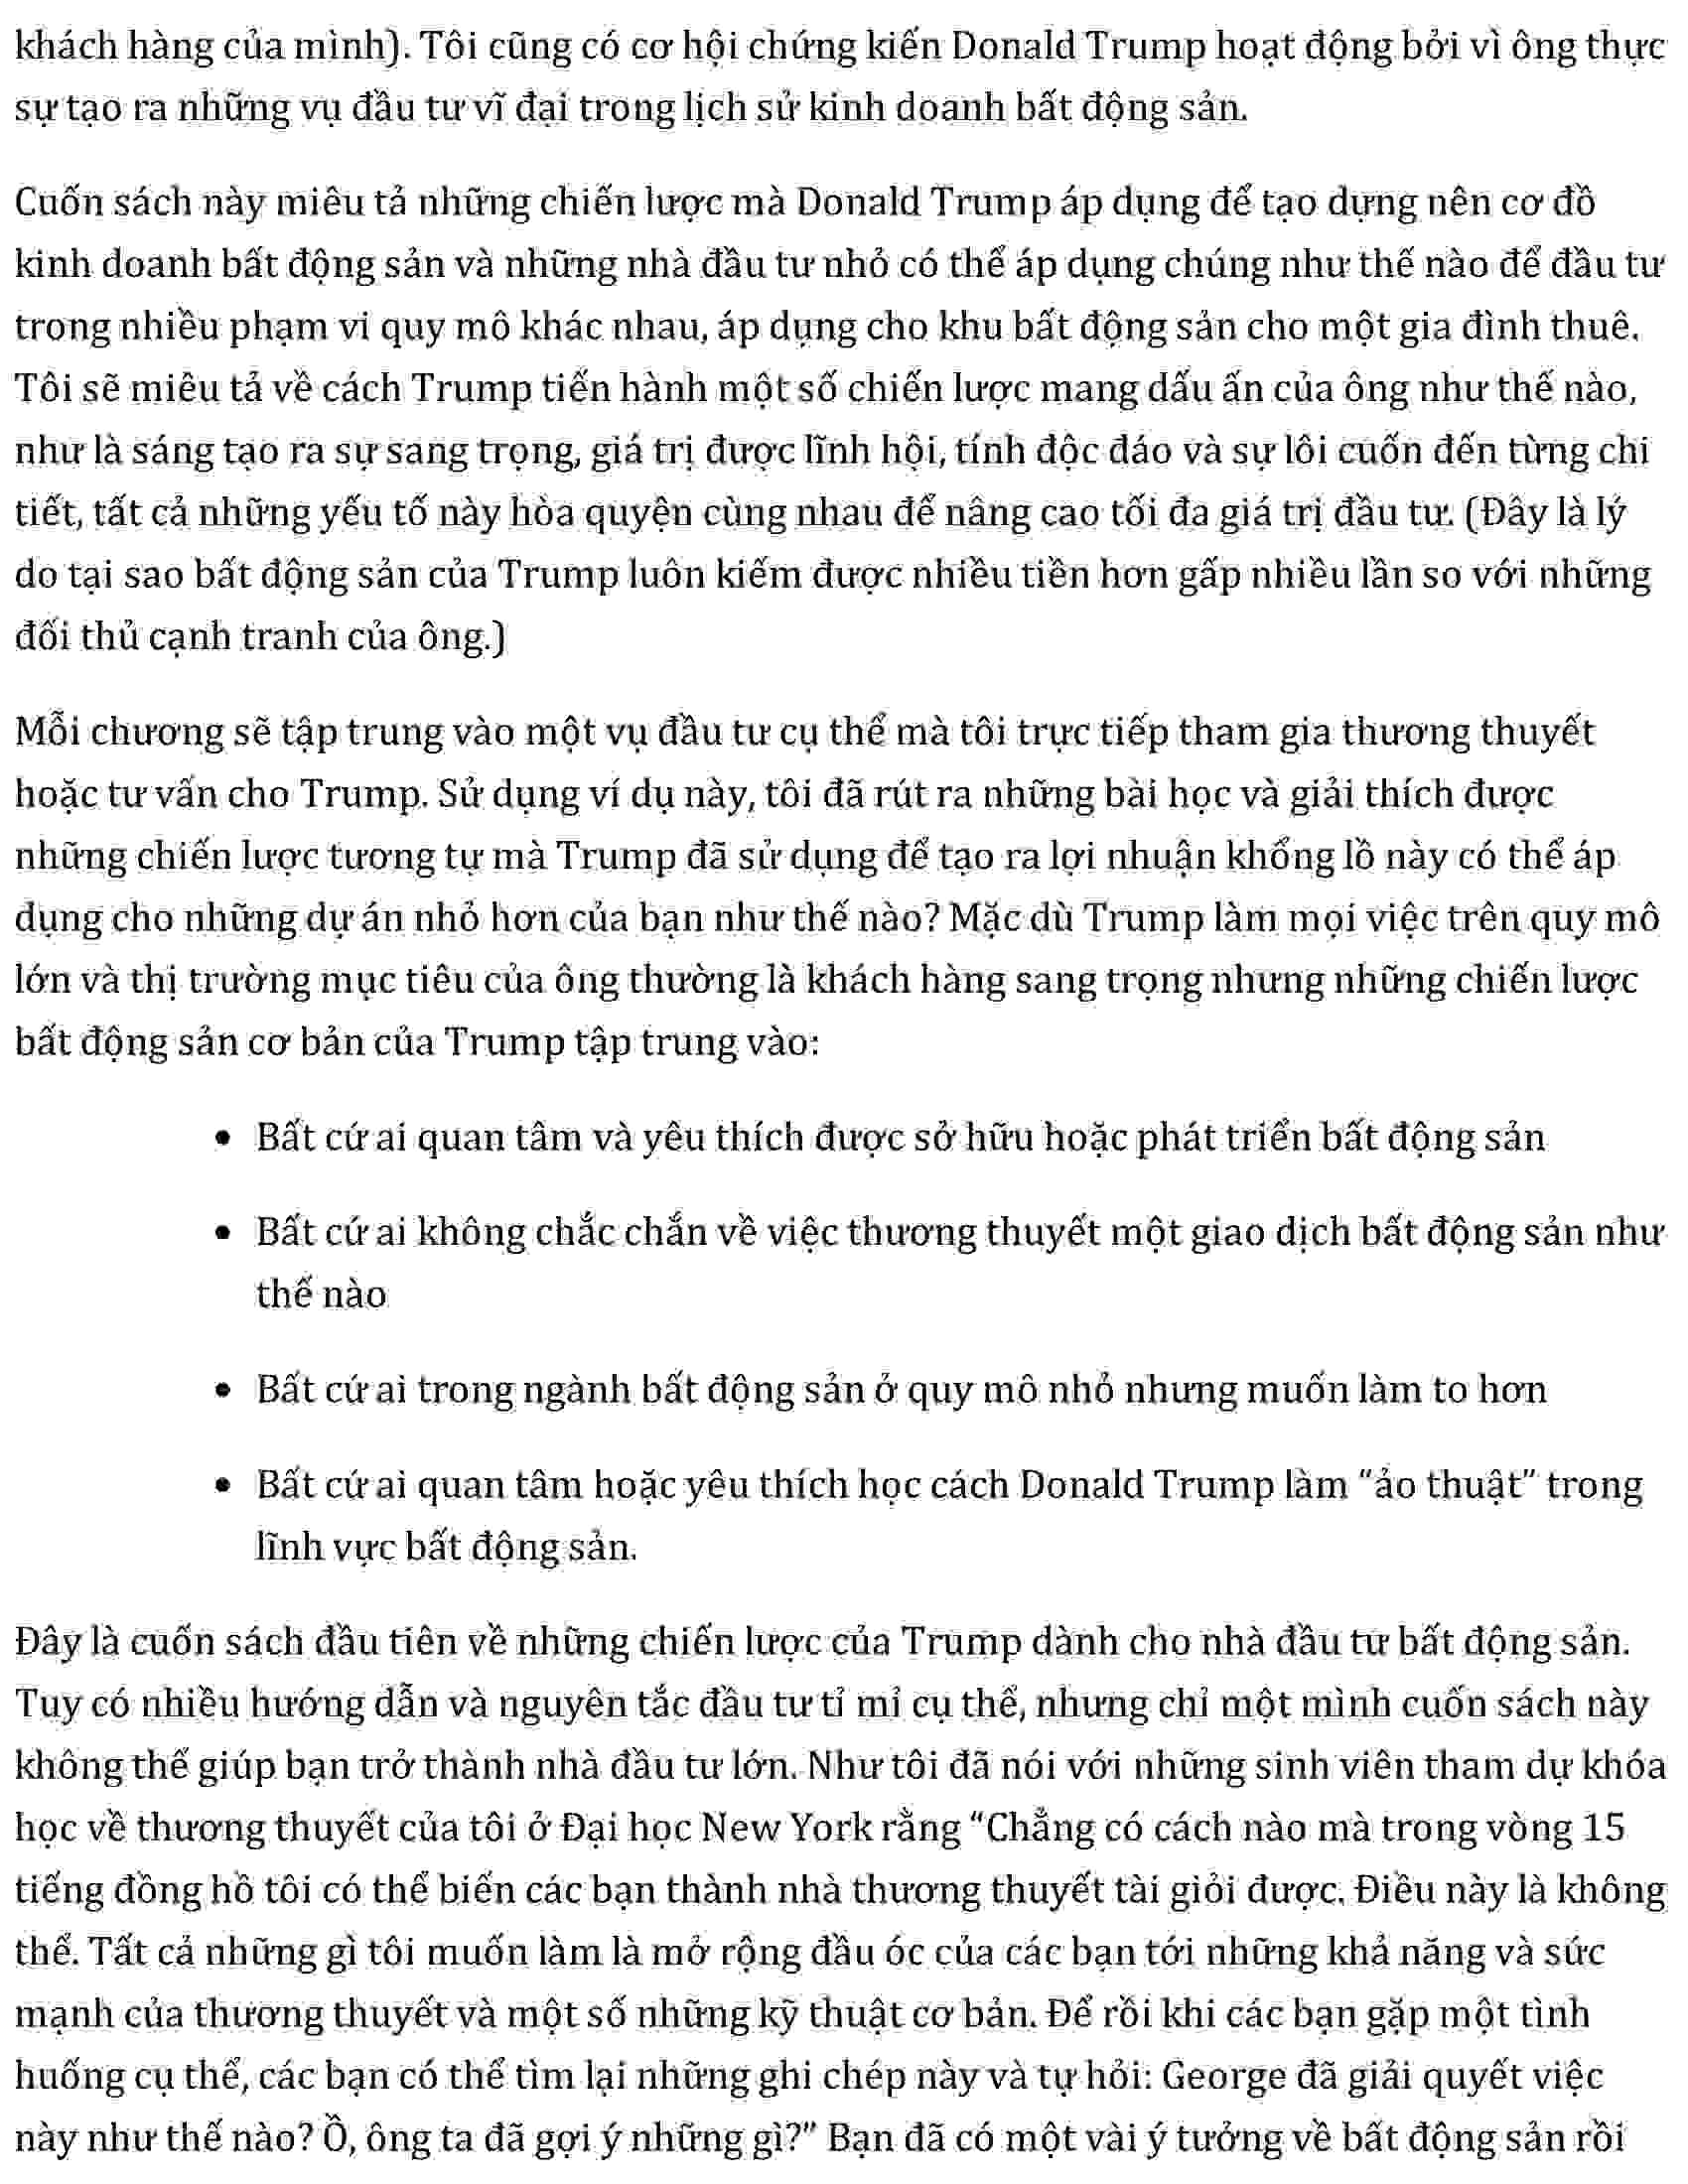 khách hàng của mình). Tôi cũng có cơ hội chứng kiến Donald Trump hoạt động bởi vì ông thực
sự tạo ra những vụ đầu tư vĩ đại trong lịch sử kinh doanh bất động sản.
Cuốn sách này miêu tả những chiến lược mà Donald Trump áp dụng để tạo dựng nên cơ đồ
kinh doanh bất động sản và những nhà đầu tư nhỏ có thể áp dụng chúng như thế nào để đầu tư
trong nhiều phạm vi quy mô khác nhau, áp dụng cho khu bất động sản cho một gia đình thuê.
Tôi sẽ miêu tả về cách Trump tiến hành một số chiến lược mang dấu ấn của ông như thế nào,
như là sáng tạo ra sự sang trọng, giá trị được lĩnh hội, tính độc đáo và sự lôi cuốn đến từng chi
tiết, tất cả những yếu tố này hòa quyện cùng nhau để nâng cao tối đa giá trị đầu tư. (Đây là lý
do tại sao bất động sản của Trump luôn kiếm được nhiều tiền hơn gấp nhiều lần so với những
đối thủ cạnh tranh của ông.)
Mỗi chương sẽ tập trung vào một vụ đầu tư cụ thể mà tôi trực tiếp tham gia thương thuyết
hoặc tư vấn cho Trump. Sử dụng ví dụ này, tôi đã rút ra những bài học và giải thích được
những chiến lược tương tự mà Trump đã sử dụng để tạo ra lợi nhuận khổng lồ này có thể áp
dụng cho những dự án nhỏ hơn của bạn như thế nào? Mặc dù Trump làm mọi việc trên quy mô
lớn và thị trường mục tiêu của ông thường là khách hàng sang trọng nhưng những chiến lược
bất động sản cơ bản của Trump tập trung vào:
• Bất cứ ai quan tâm và yêu thích được sở hữu hoặc phát triển bất động sản
• Bất cứ ai không chắc chắn về việc thương thuyết một giao dịch bất động sản như
thế nào
• Bất cứ ai trong ngành bất động sản ở quy mô nhỏ nhưng muốn làm to hơn
• Bất cứ ai quan tâm hoặc yêu thích học cách Donald Trump làm “ảo thuật” trong
lĩnh vực bất động sản.
Đây là cuốn sách đầu tiên về những chiến lược của Trump dành cho nhà đầu tư bất động sản.
Tuy có nhiều hướng dẫn và nguyên tắc đầu tư tỉ mỉ cụ thể, nhưng chỉ một mình cuốn sách này
không thể giúp bạn trở thành nhà đầu tư lớn. Như tôi đã nói với những sinh viên tham dự khóa
học về thương thuyết của tôi ở Đại học New York rằng “Chẳng có cách nào mà trong vòng 15
tiếng đồng hồ tôi có thể biến các bạn thành nhà thương thuyết tài giỏi được. Điều này là không
thể. Tất cả những gì tôi muốn làm là mở rộng đầu óc của các bạn tới những khả năng và sức
mạnh của thương thuyết và một số những kỹ thuật cơ bản. Để rồi khi các bạn gặp một tình
huống cụ thể, các bạn có thể tìm lại những ghi chép này và tự hỏi: George đã giải quyết việc
này như thế nào? Ồ, ông ta đã gợi ý những gì?” Bạn đã có một vài ý tưởng về bất động sản rồi